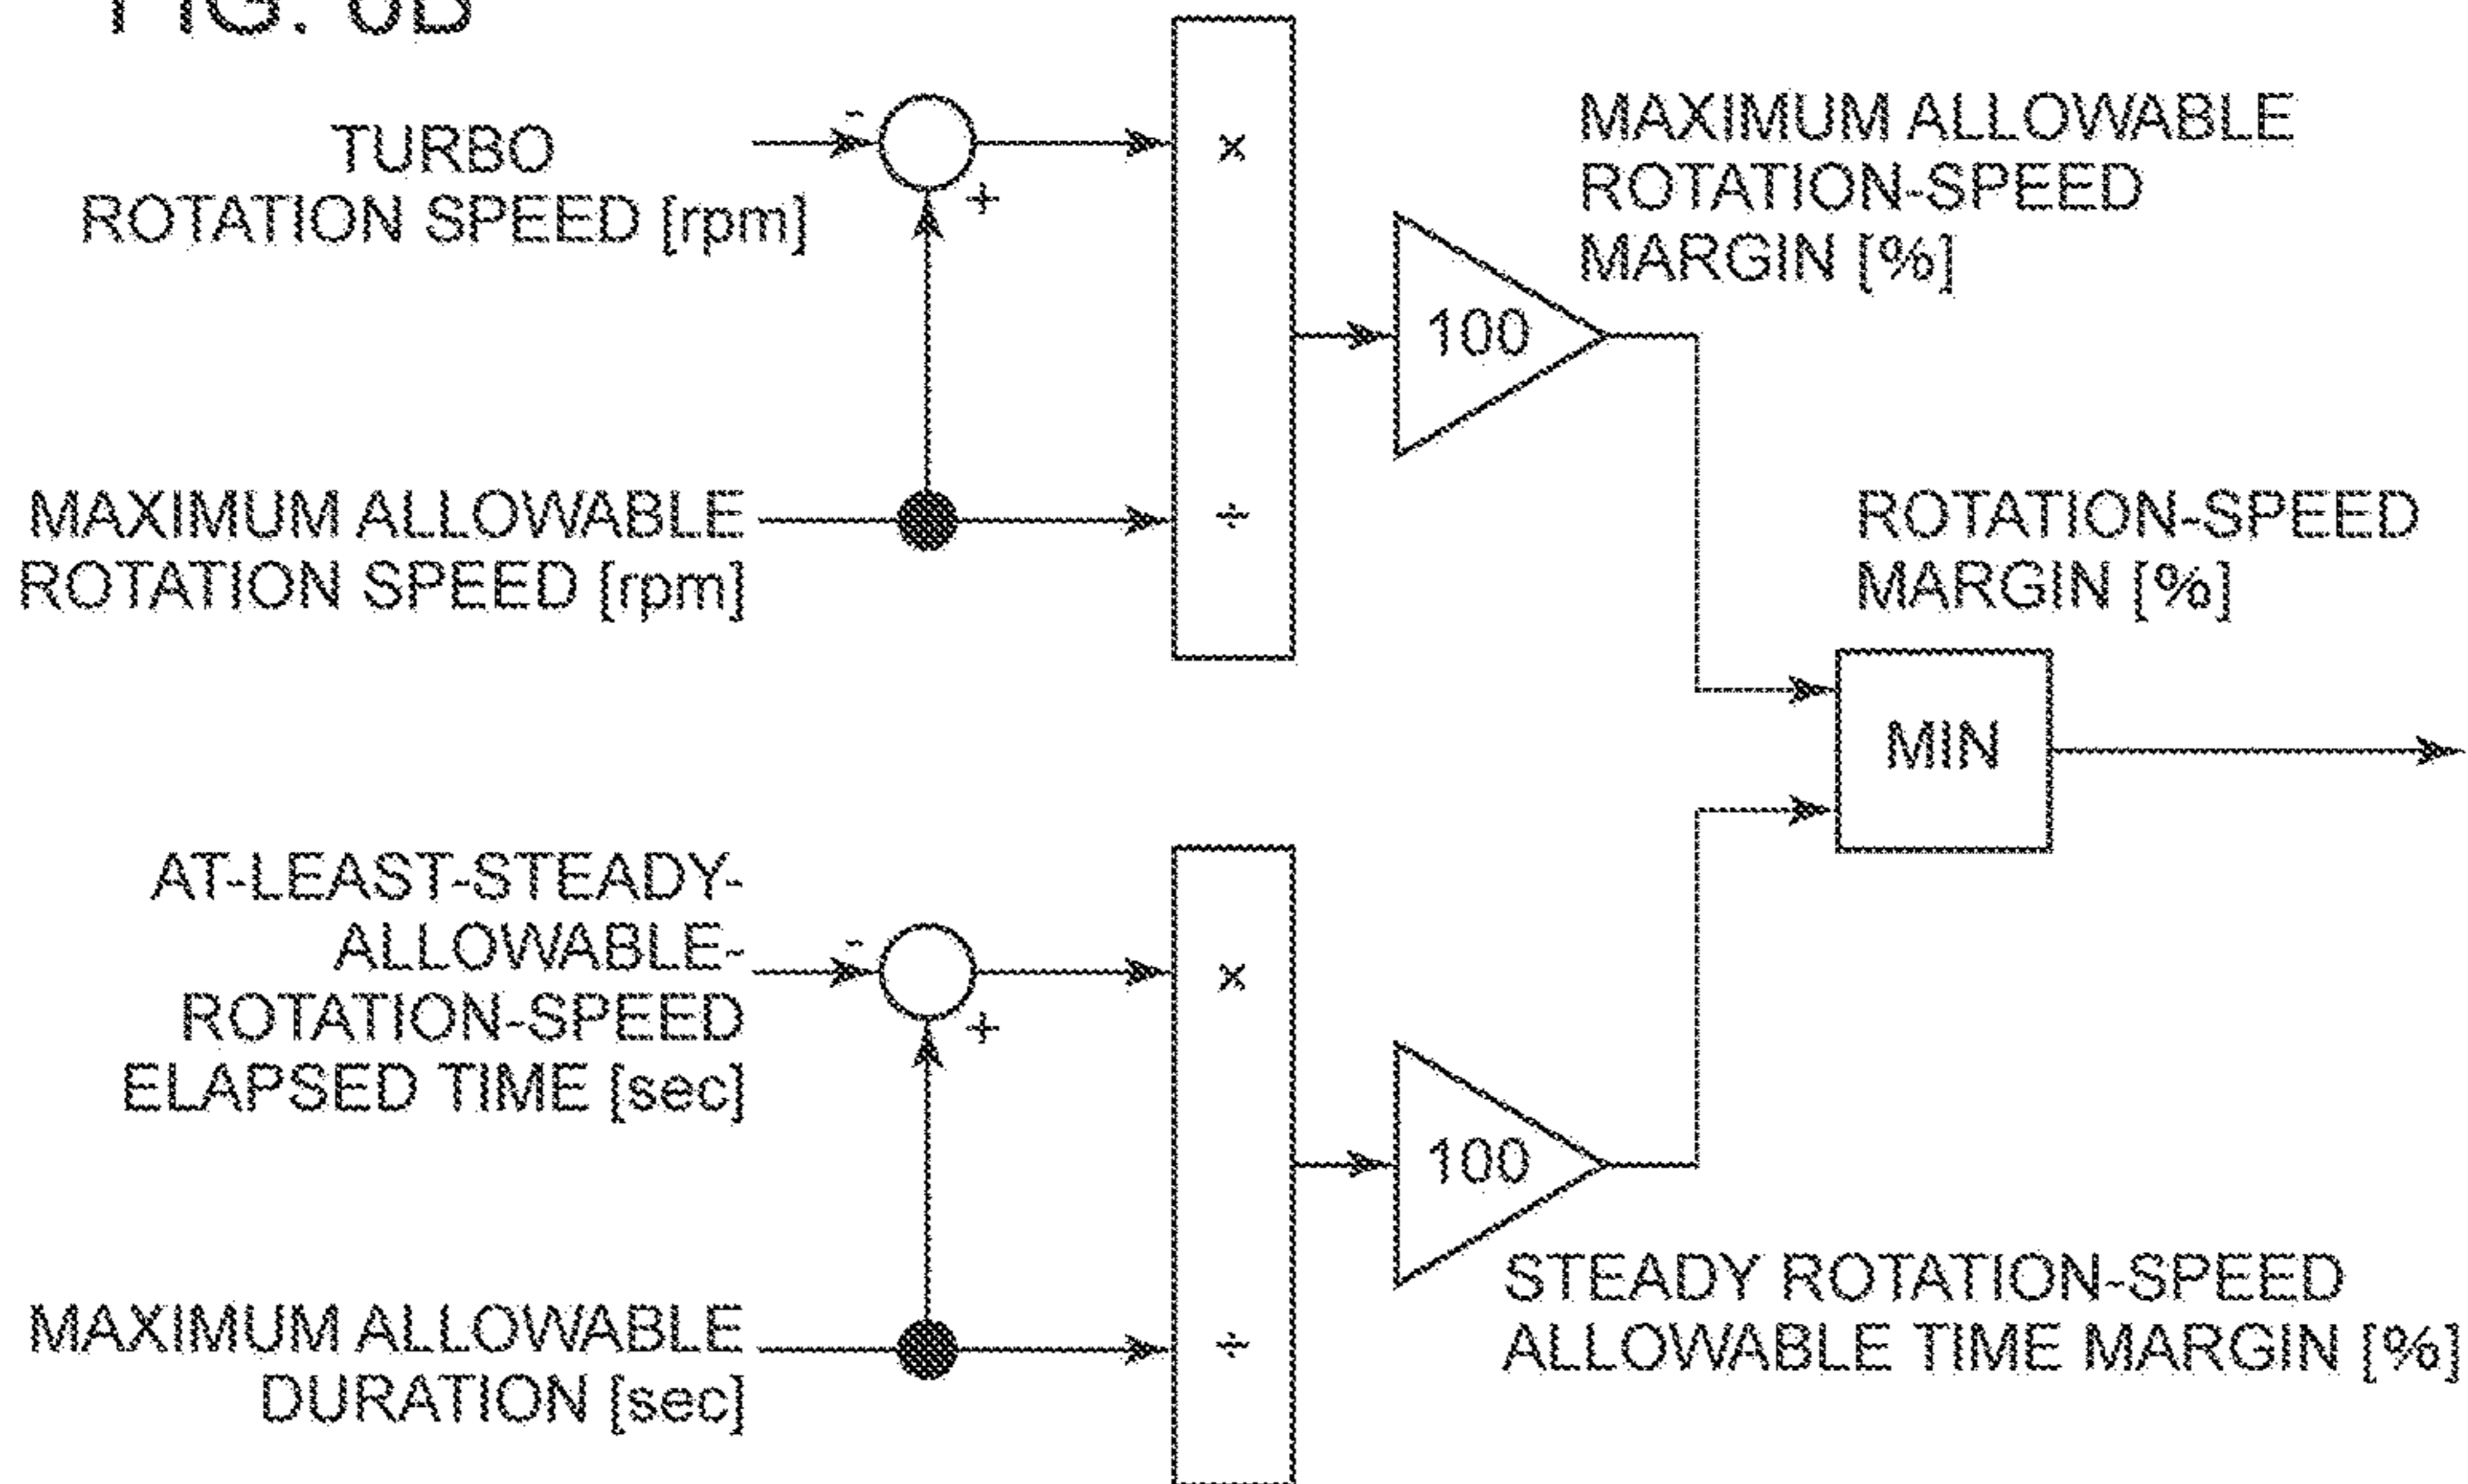 FIG.
TURBO
ROTATION SPEED [rpm]
-
+
×
÷
MAXIMUM ALLOWABLE
ROTATION SPEED [rpm]
100
MAXIMUM ALLOWABLE
ROTATION-SPEED
MARGIN [%]
ROTATION-SPEED
MARGIN [%]
MIN
AT-LEAST-STEADY-
ALLOWABLE-
ROTATION-SPEED
ELAPSED TIME [sec]
-
+
×
÷
MAXIMUM ALLOWABLE
DURATION [sec]
100
STEADY ROTATION-SPEED
ALLOWABLE TIME MARGIN [%]